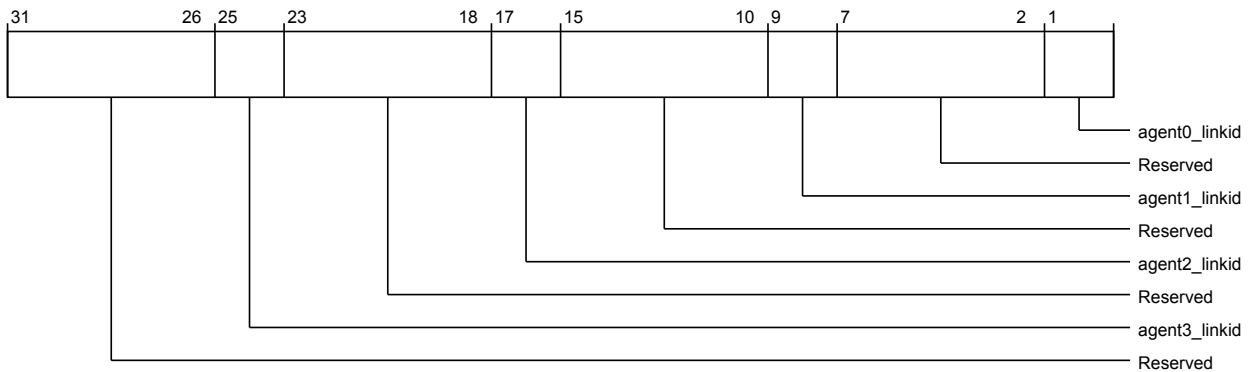 31 26 25 23 18 17 15 10 9 7 2 1
agent0_linkid
Reserved
agent1_linkid
Reserved
agent2_linkid
Reserved
agent3_linkid
Reserved